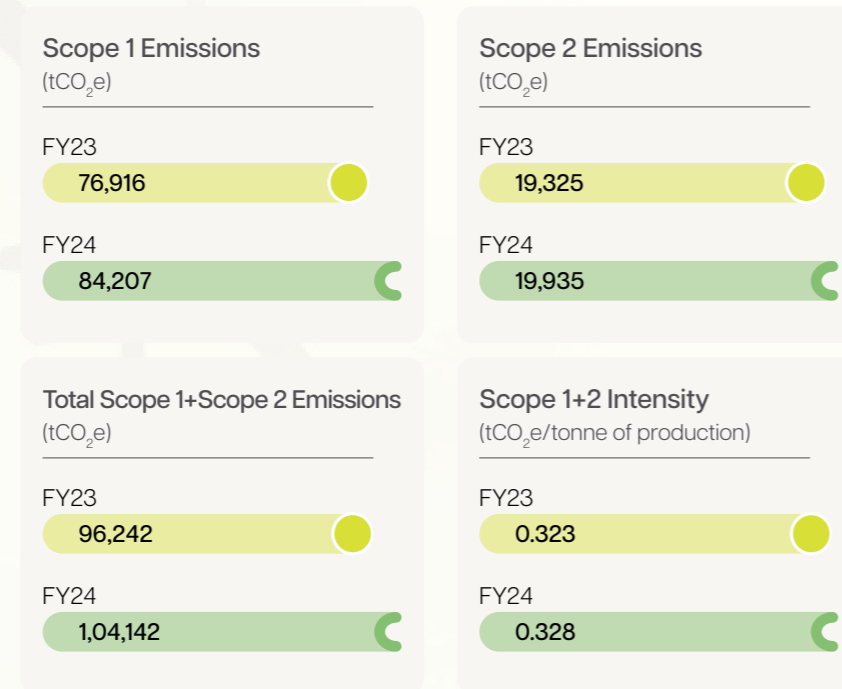 Scope 1 Emissions
(tCO₂e)
FY23
76,916
FY24
84,207
Scope 2 Emissions
(tCO₂e)
FY23
19,325
FY24
19,935
Total Scope 1+Scope 2 Emissions
(tCO₂e)
FY23
96,242
FY24
1,04,142
Scope 1+2 Intensity
(tCO₂e/tonne of production)
FY23
0.323
FY24
0.328